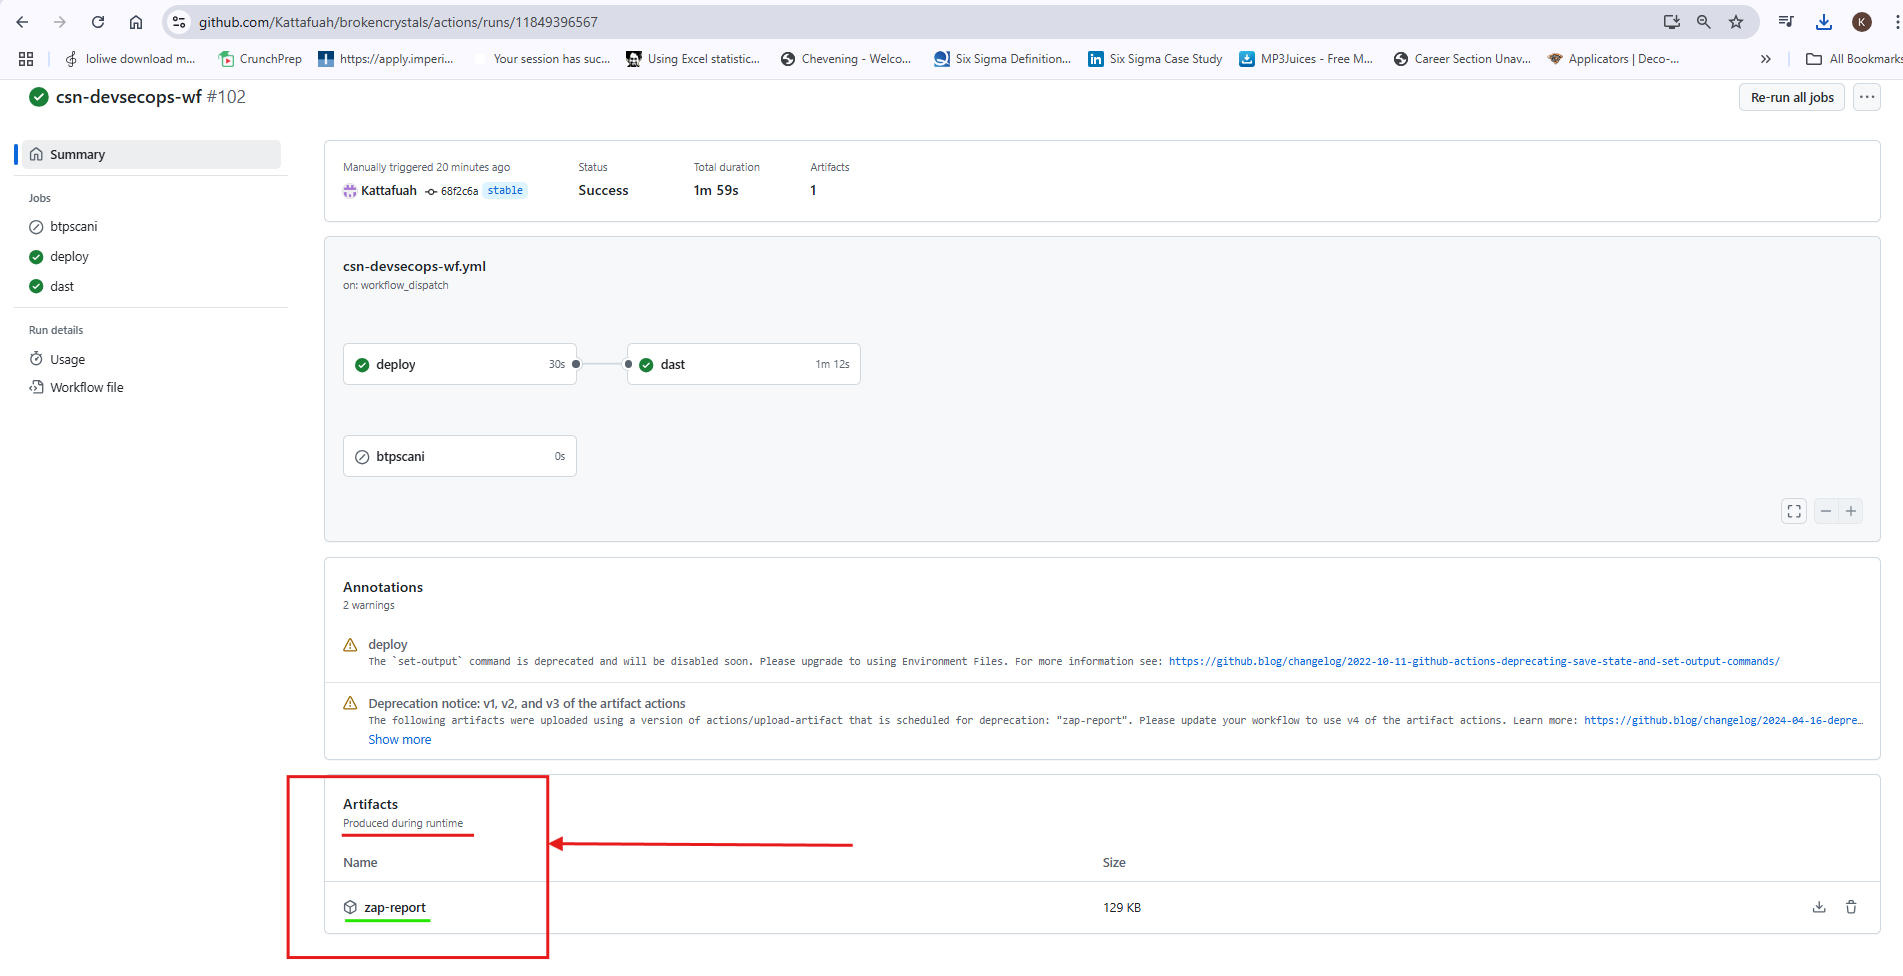 github.com/Kattafuah/brokencrystals/actions/runs/11849396567
K
loliwe download m...
CrunchPrep
https://apply.imperi...
Your session has suc...
Using Excel statistic...
Chevening - Welco...
Six Sigma Definition...
Six Sigma Case Study
MP3Juices - Free M...
Career Section Unav...
Applicators | Deco-...
»
All Bookmarks
csn-devsecops-wf #102
Re-run all jobs
Summary
Jobs
btpscani
deploy
dast
Run details
Usage
Workflow file
Manually triggered 20 minutes ago
Status
Total duration
Artifacts
Kattafuah
68f2c6a
stable
Success
1m 59s
1
csn-devsecops-wf.yml
on: workflow_dispatch
deploy
30s
dast
1m 12s
btpscani
0s
Annotations
2 warnings
deploy
The `set-output` command is deprecated and will be disabled soon. Please upgrade to using Environment Files. For more information see: https://github.blog/changelog/2022-10-11-github-actions-deprecating-save-state-and-set-output-commands/
Deprecation notice: v1, v2, and v3 of the artifact actions
The following artifacts were uploaded using a version of actions/upload-artifact that is scheduled for deprecation: "zap-report". Please update your workflow to use v4 of the artifact actions. Learn more: https://github.blog/changelog/2024-04-16-depre…
Show more
Artifacts
Produced during runtime
Name
Size
zap-report
129 KB